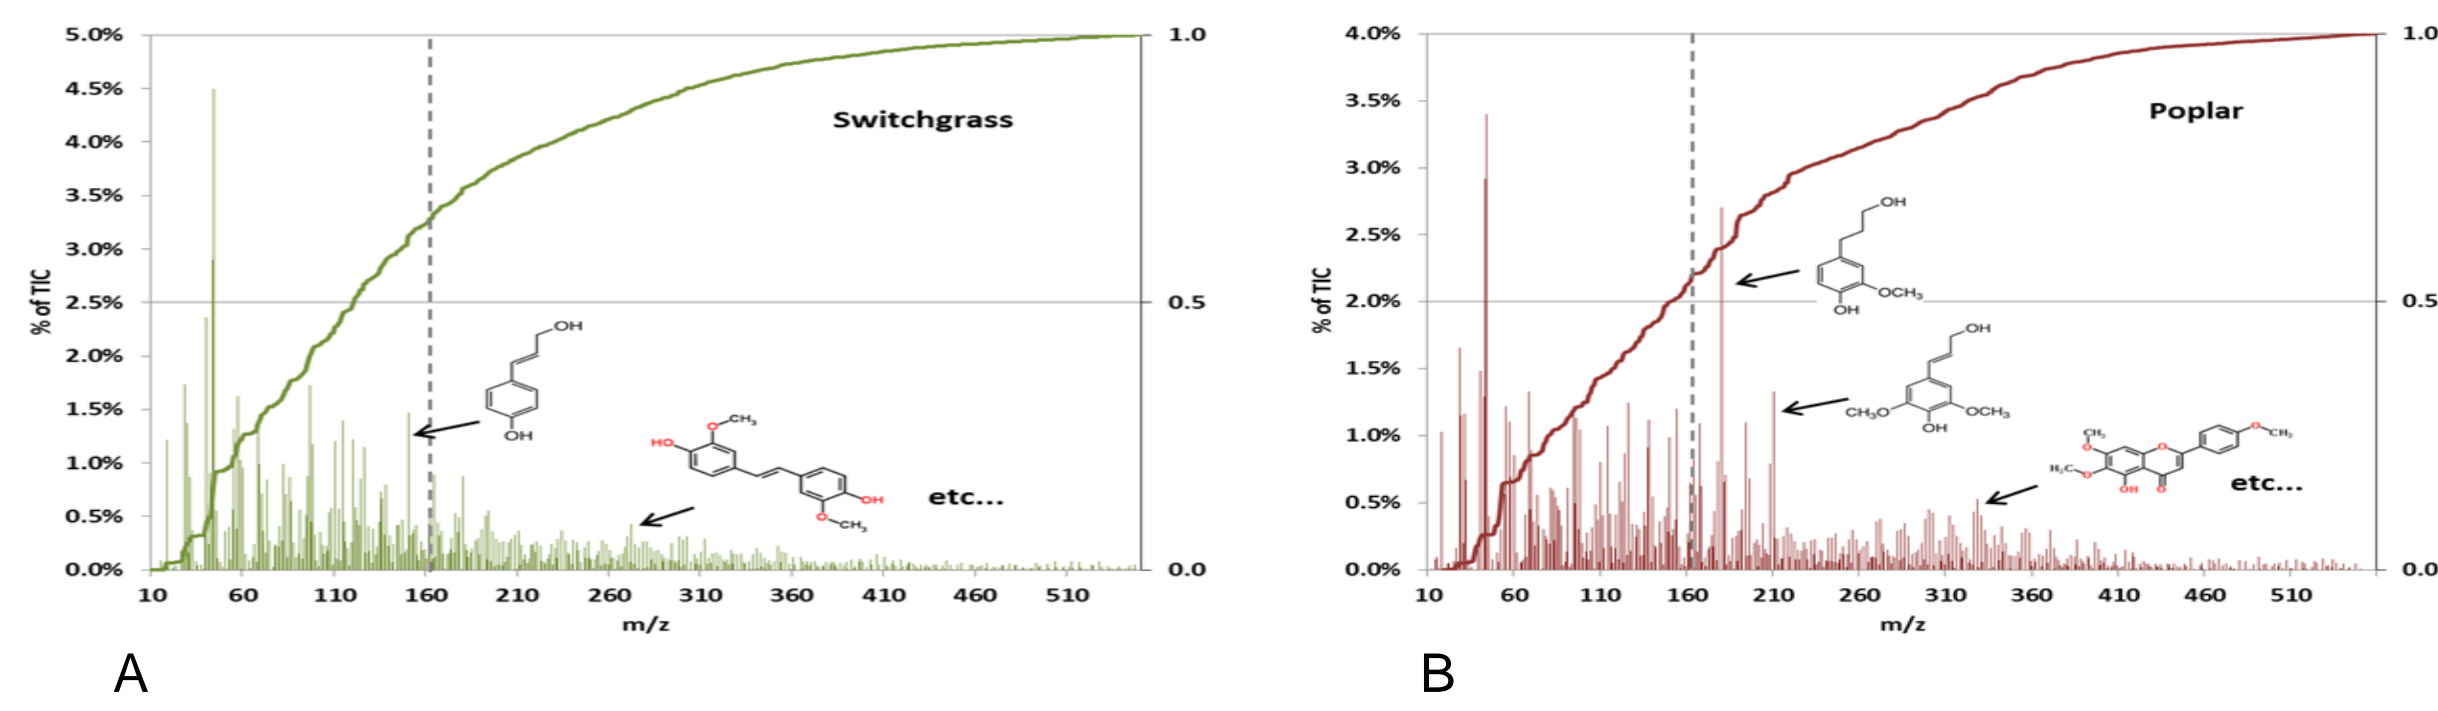 5.0%
4.5%
4.0%
3.5%
3.0%
2.5%
2.0%
1.5%
1.0%
0.5%
0.0%
% of TIC
1.0
0.5
0.0
Switchgrass
OH
OH
HO
O
CH₃
OH
O
CH₃
etc...
10 60 110 160 210 260 310 360 410 460 510
m/z
A
4.0%
3.5%
3.0%
2.5%
2.0%
1.5%
1.0%
0.5%
0.0%
% of TIC
1.0
0.5
0.0
Poplar
OH
OCH₃
OH
OH
CH₃O
OCH₃
OH
CH₃
O
H₃C
O
OH
O
O
O
CH₃
etc...
10 60 110 160 210 260 310 360 410 460 510
m/z
B